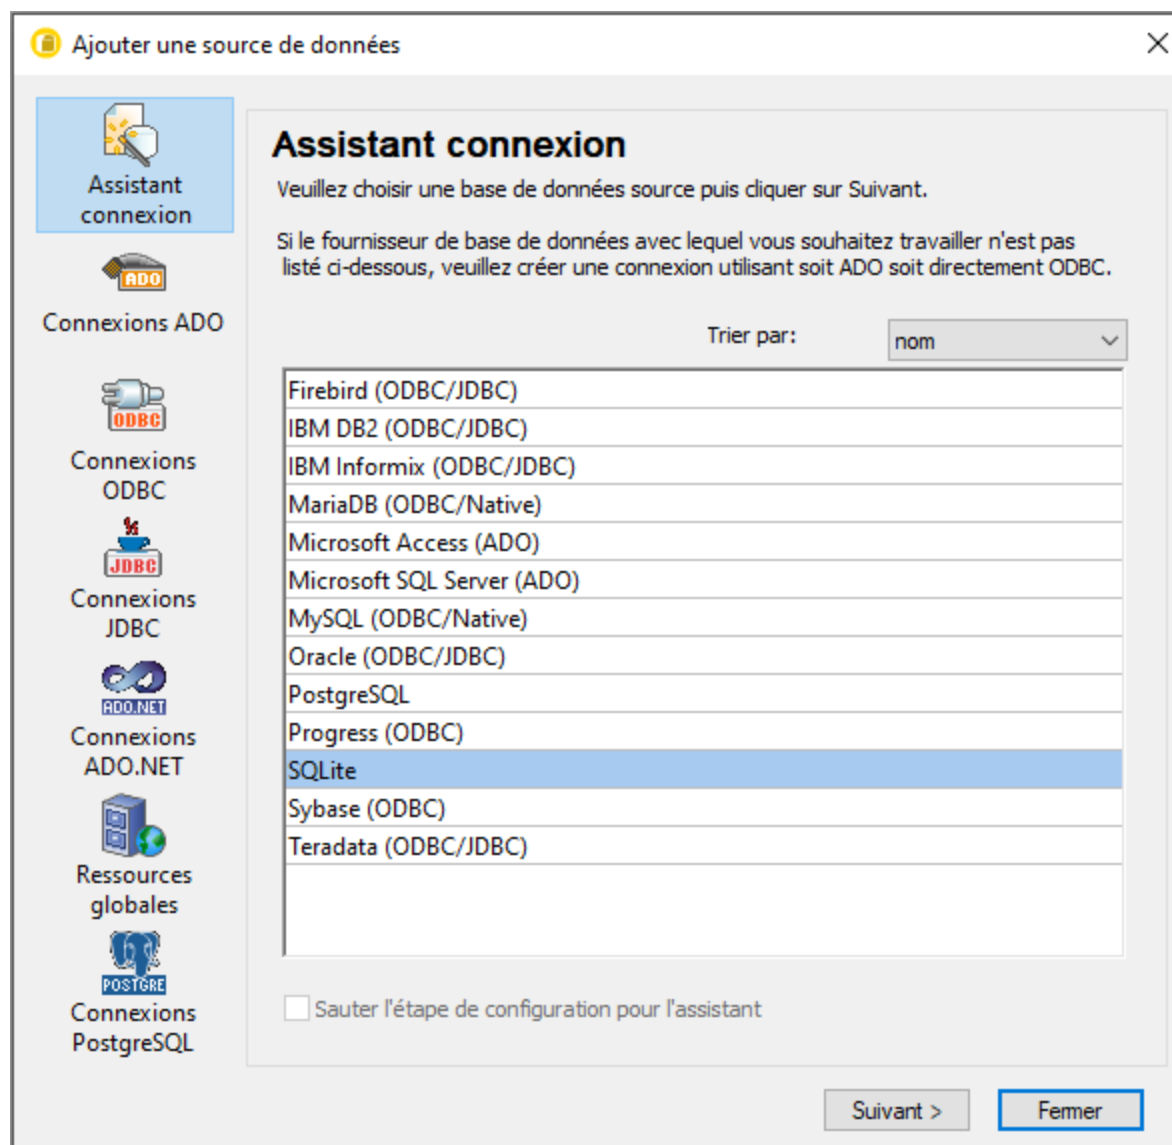 Ajouter une source de données
Assistant
connexion
ADO
Connexions ADO
ODBC
Connexions
ODBC
JDBC
Connexions
JDBC
ADO.NET
Connexions
ADO.NET
Ressources
globales
POSTGRE
Connexions
PostgreSQL
Assistant connexion
Veuillez choisir une base de données source puis cliquer sur Suivant.
Si le fournisseur de base de données avec lequel vous souhaitez travailler n'est pas
listé ci-dessous, veuillez créer une connexion utilisant soit ADO soit directement ODBC.
Trier par:
nom
Firebird (ODBC/JDBC)
IBM DB2 (ODBC/JDBC)
IBM Informix (ODBC/JDBC)
MariaDB (ODBC/Native)
Microsoft Access (ADO)
Microsoft SQL Server (ADO)
MySQL (ODBC/Native)
Oracle (ODBC/JDBC)
PostgreSQL
Progress (ODBC)
SQLite
Sybase (ODBC)
Teradata (ODBC/JDBC)
Sauter l'étape de configuration pour l'assistant
Suivant >
Fermer